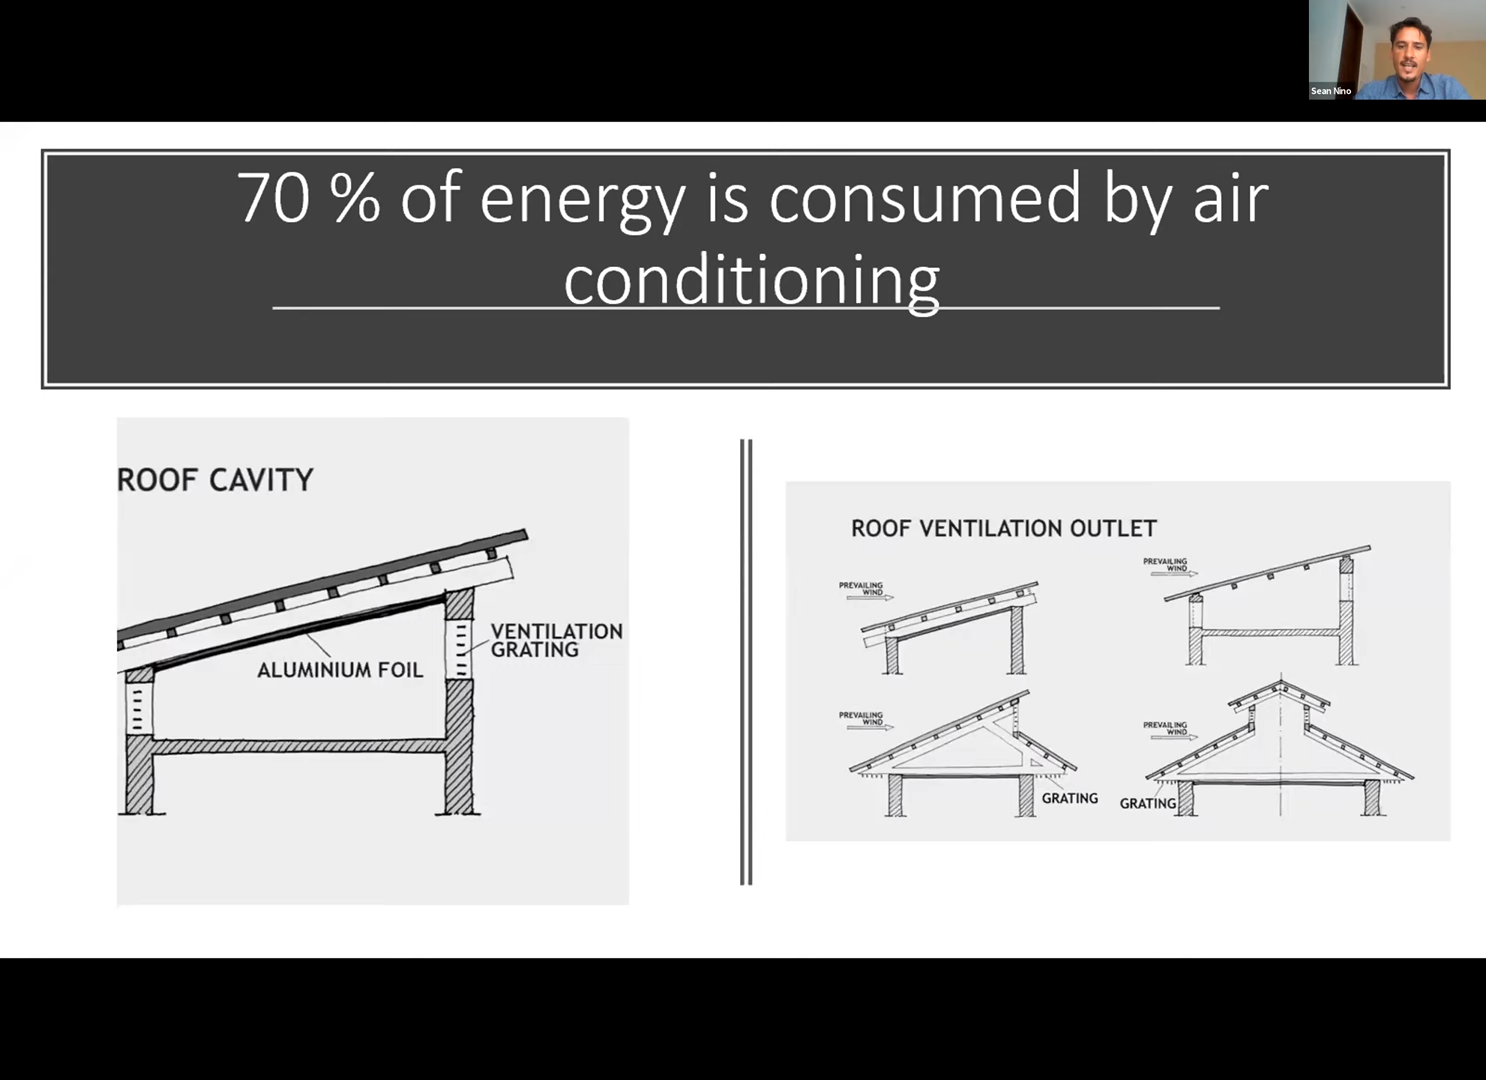 Sean Nino
70 % of energy is consumed by air
conditioning
ROOF CAVITY
VENTILATION
GRATING
ALUMINIUM FOIL
ROOF VENTILATION OUTLET
PREVAILING
WIND
PREVAILING
WIND
PREVAILING
WIND
GRATING
PREVAILING
WIND
GRATING